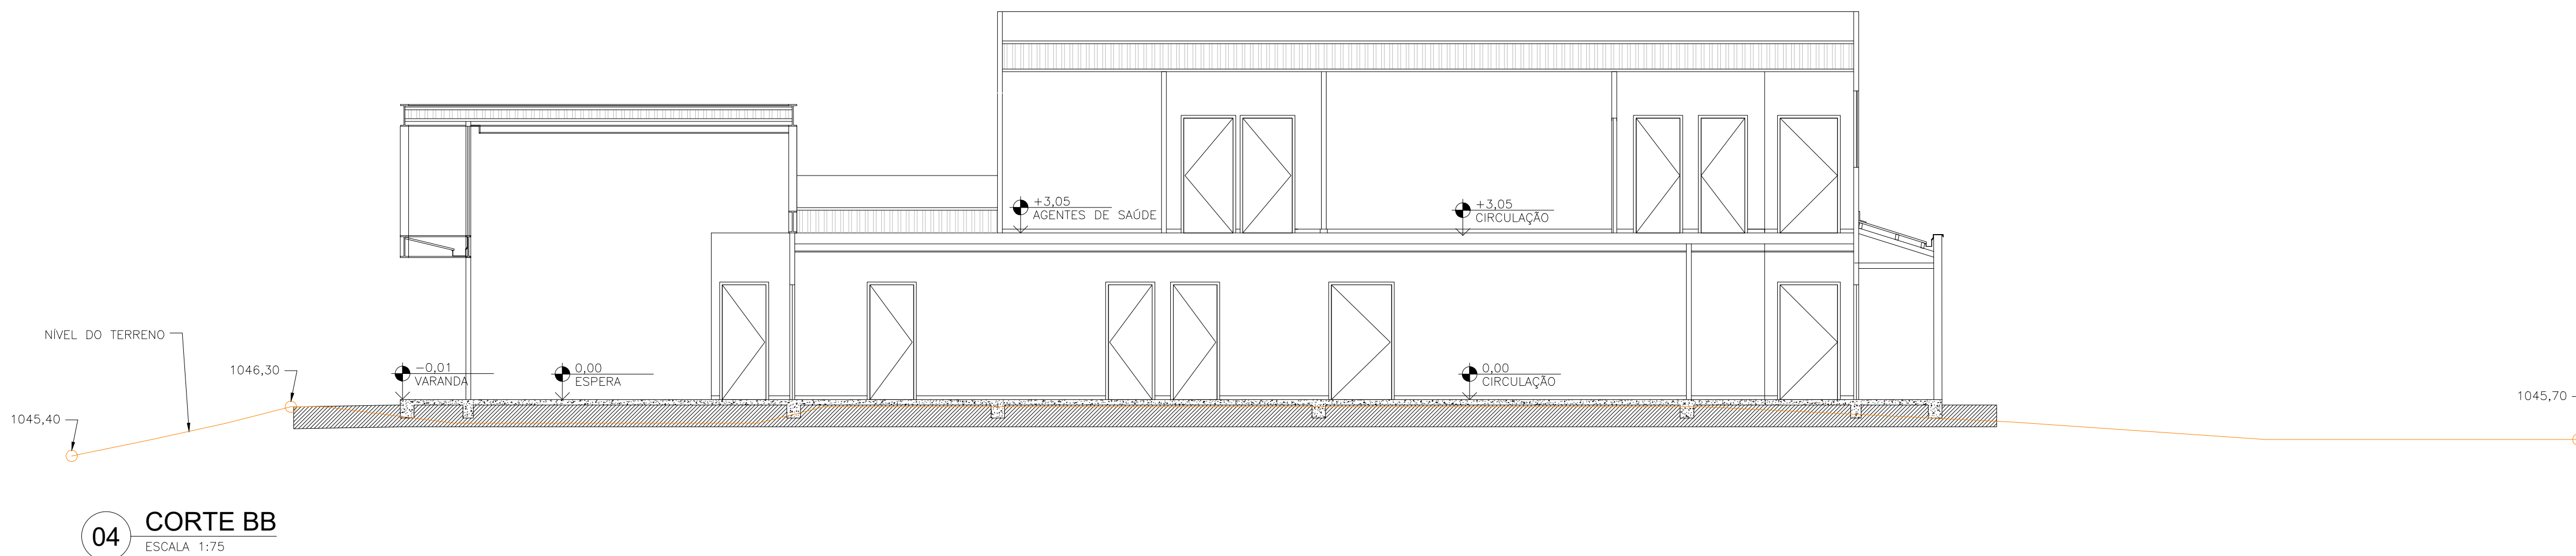 +3,05
AGENTES DE SAÚDE
+3,05
CIRCULAÇÃO
NÍVEL DO TERRENO
1046,30
1045,40
−0,01
VARANDA
0,00
ESPERA
0,00
CIRCULAÇÃO
1045,70
04
CORTE BB
ESCALA 1:75